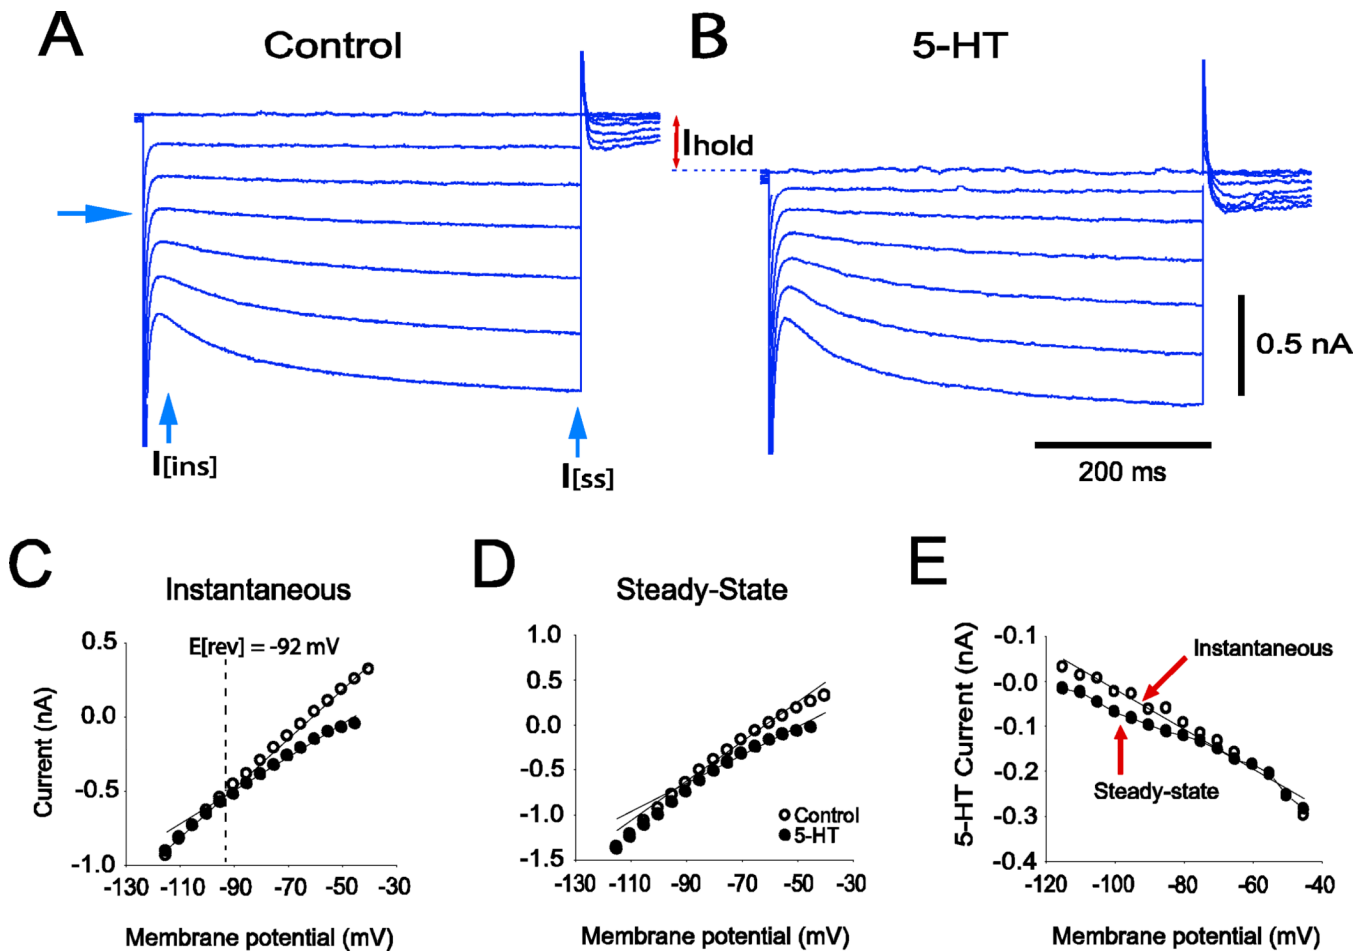 A
Control
B
5-HT
Ihold
0.5 nA
200 ms
I[ins]
I[ss]
C
Instantaneous
E[rev] = -92 mV
0.5
0.0
-0.5
-1.0
Current (nA)
-130 -110 -90 -70 -50 -30
Membrane potential (mV)
D
Steady-State
1.0
0.5
0.0
-0.5
-1.0
-1.5
Control
5-HT
-130 -110 -90 -70 -50 -30
Membrane potential (mV)
E
-0.1
-0.0
-0.1
-0.2
-0.3
-0.4
5-HT Current (nA)
Instantaneous
Steady-state
-120 -100 -80 -60 -40
Membrane potential (mV)